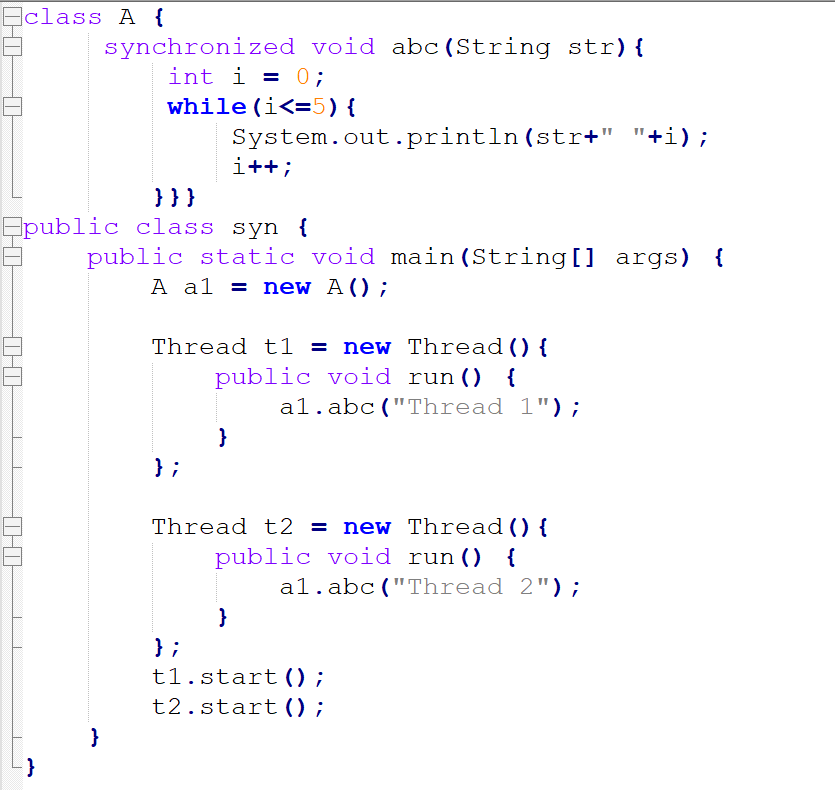 class A {
synchronized void abc(String str){
int i = 0;
while(i<=5){
System.out.println(str+" "+i);
i++;
}}}
public class syn {
public static void main(String[] args) {
A a1 = new A();
Thread t1 = new Thread(){
public void run() {
a1.abc("Thread 1");
}
};
Thread t2 = new Thread(){
public void run() {
a1.abc("Thread 2");
}
};
t1.start();
t2.start();
}
}